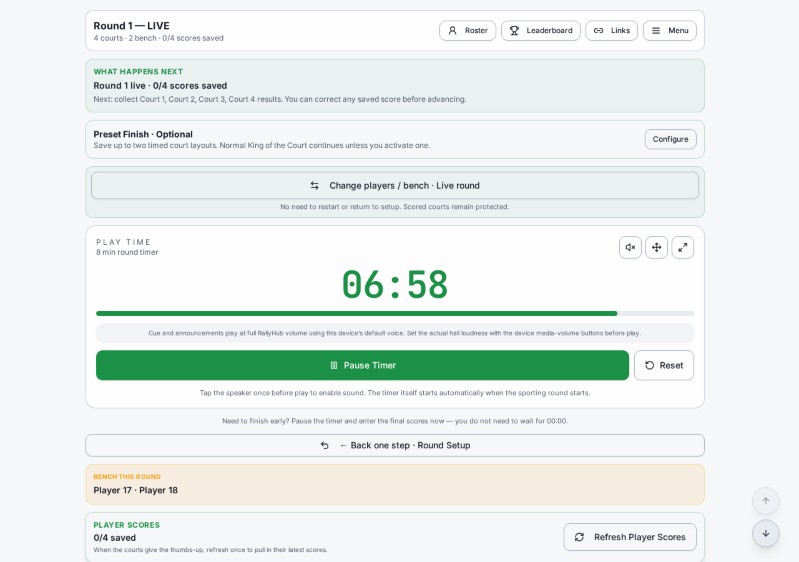 Round 1 — LIVE
4 courts · 2 bench · 0/4 scores saved
Roster
Leaderboard
Links
Menu
WHAT HAPPENS NEXT
Round 1 live · 0/4 scores saved
Next: collect Court 1, Court 2, Court 3, Court 4 results. You can correct any saved score before advancing.
Preset Finish · Optional
Save up to two timed court layouts. Normal King of the Court continues unless you activate one.
Configure
Change players / bench · Live round
No need to restart or return to setup. Scored courts remain protected.
PLAY TIME
8 min round timer
06:58
Cue and announcements play at full RallyHub volume using this device's default voice. Set the actual hall loudness with the device media-volume buttons before play.
Pause Timer
Reset
Tap the speaker once before play to enable sound. The timer itself starts automatically when the sporting round starts.
Need to finish early? Pause the timer and enter the final scores now — you do not need to wait for 00:00.
← Back one step · Round Setup
BENCH THIS ROUND
Player 17 · Player 18
PLAYER SCORES
0/4 saved
When the courts give the thumbs-up, refresh once to pull in their latest scores.
Refresh Player Scores